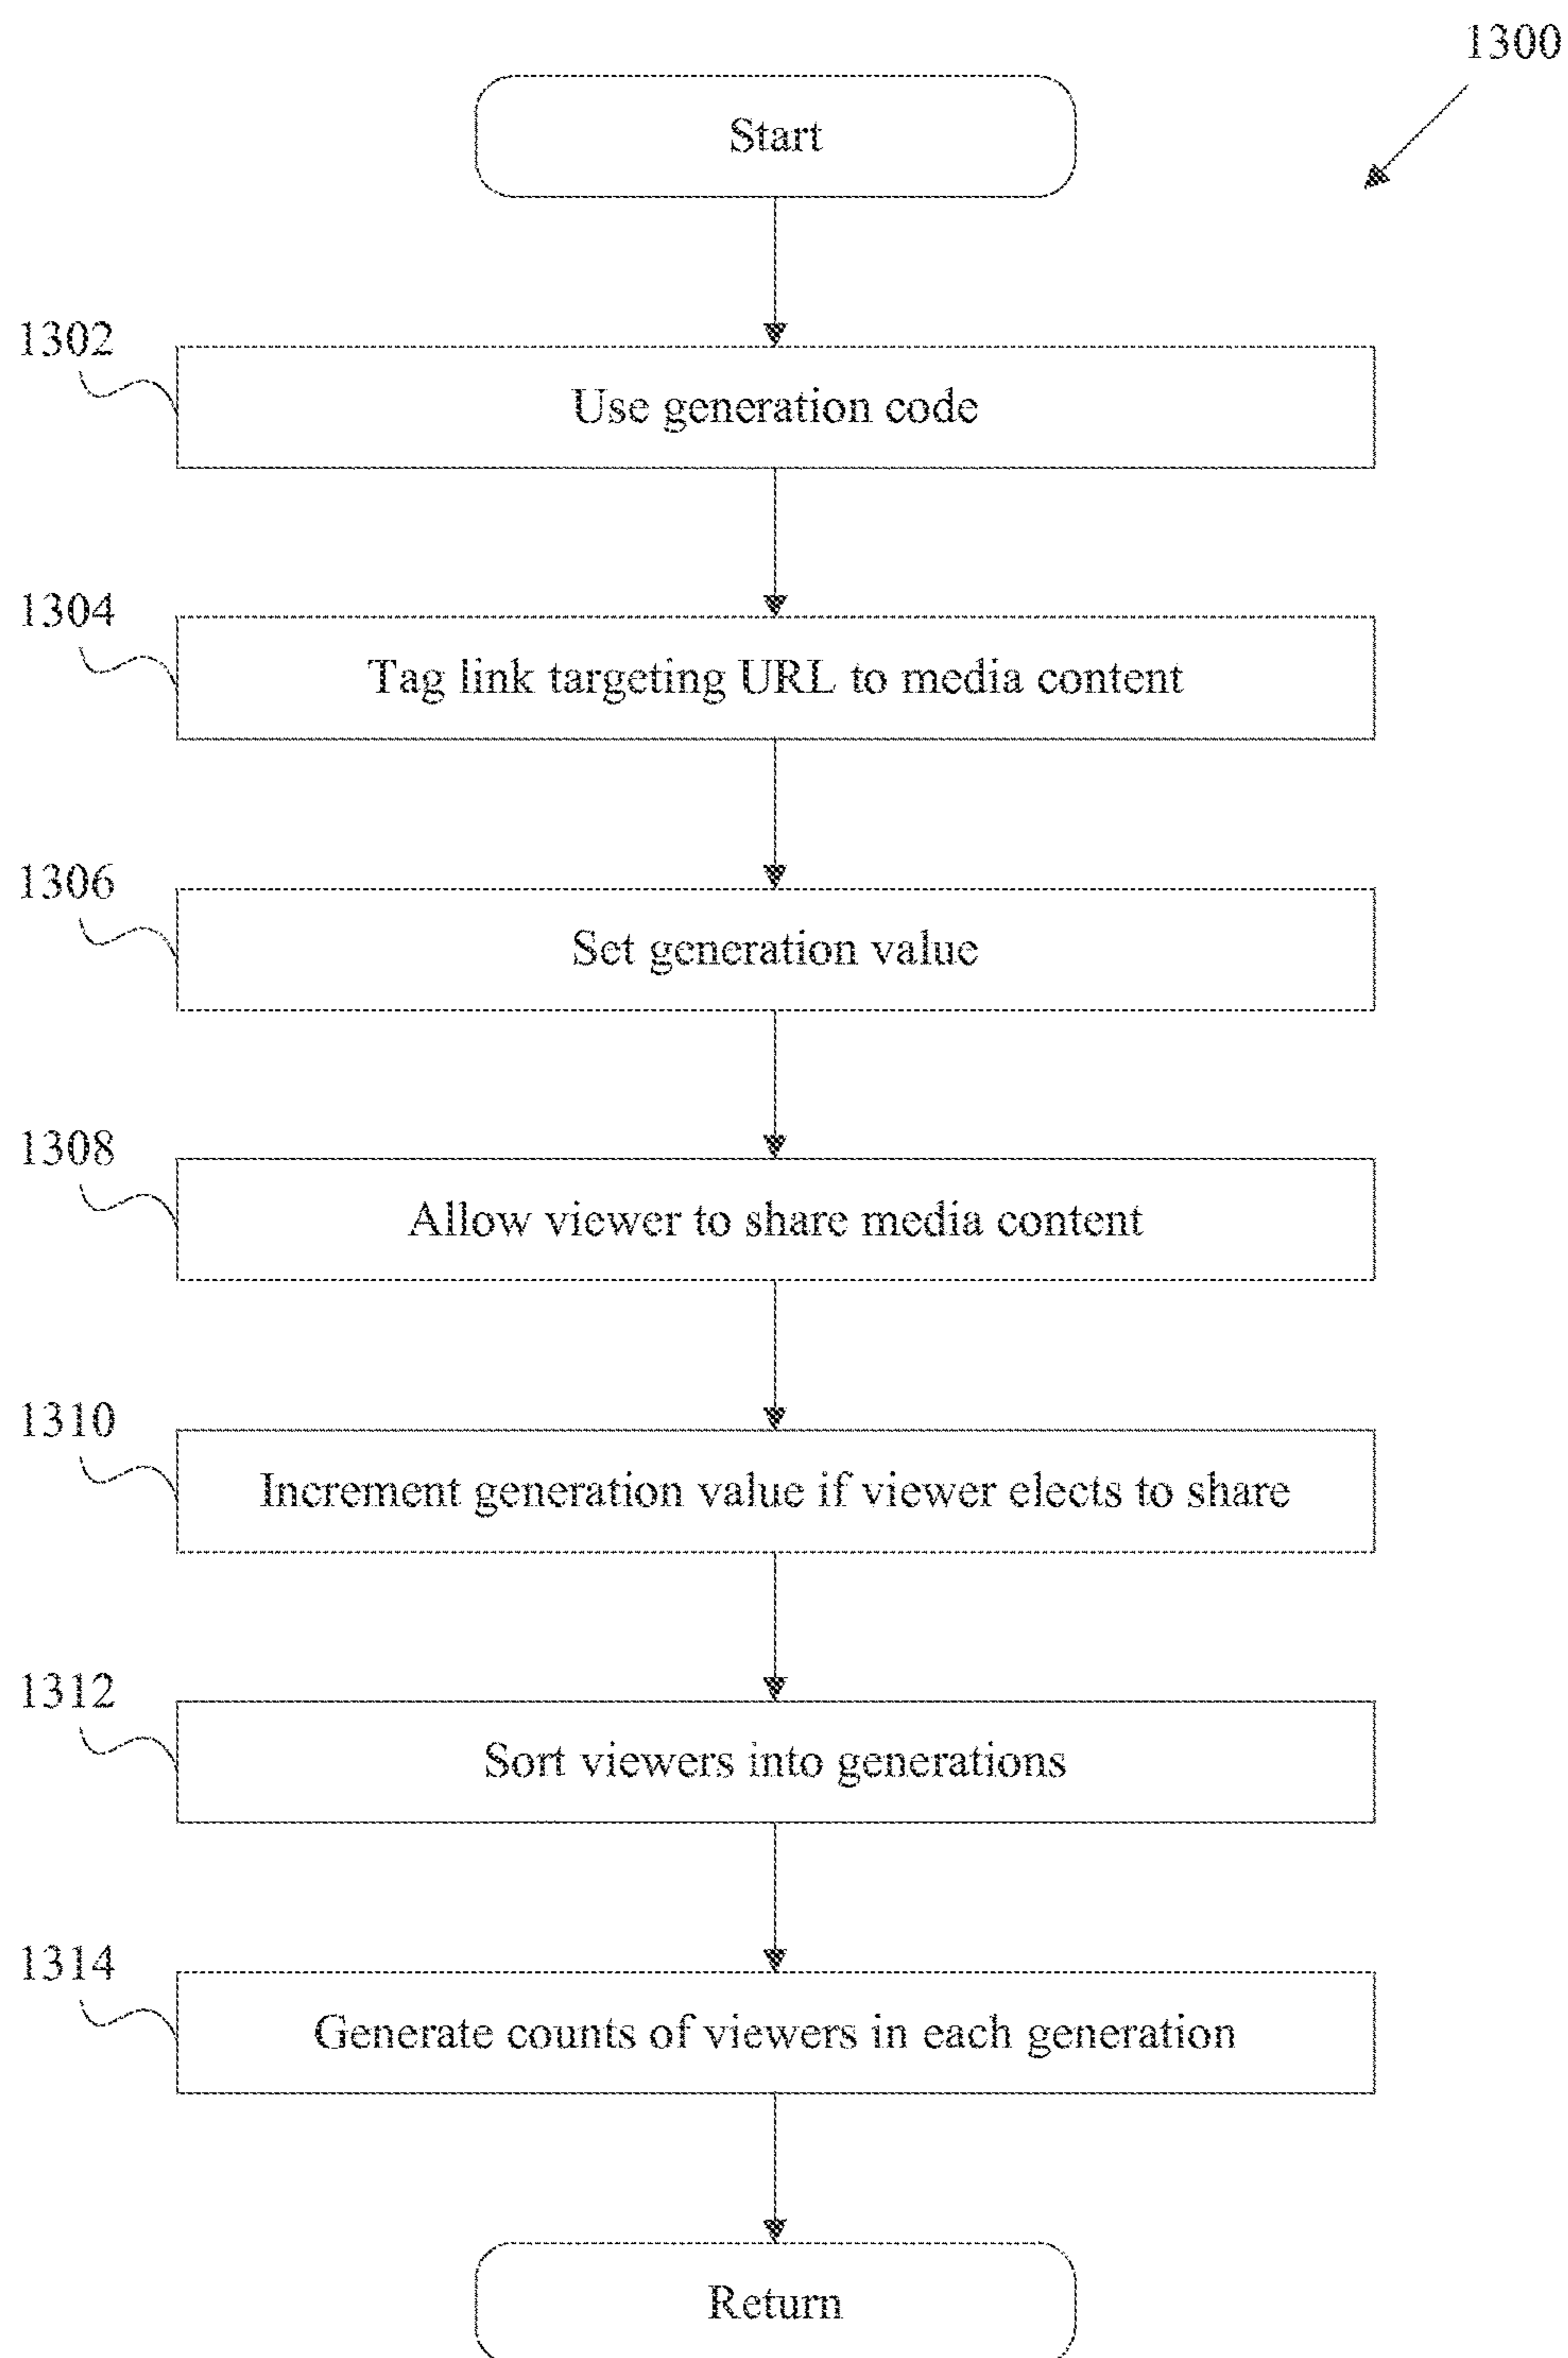 1300
Start
1302
Use generation code
1304
Tag link targeting URL to media content
1306
Set generation value
1308
Allow viewer to share media content
1310
Increment generation value if viewer elects to share
1312
Sort viewers into generations
1314
Generate counts of viewers in each generation
Return